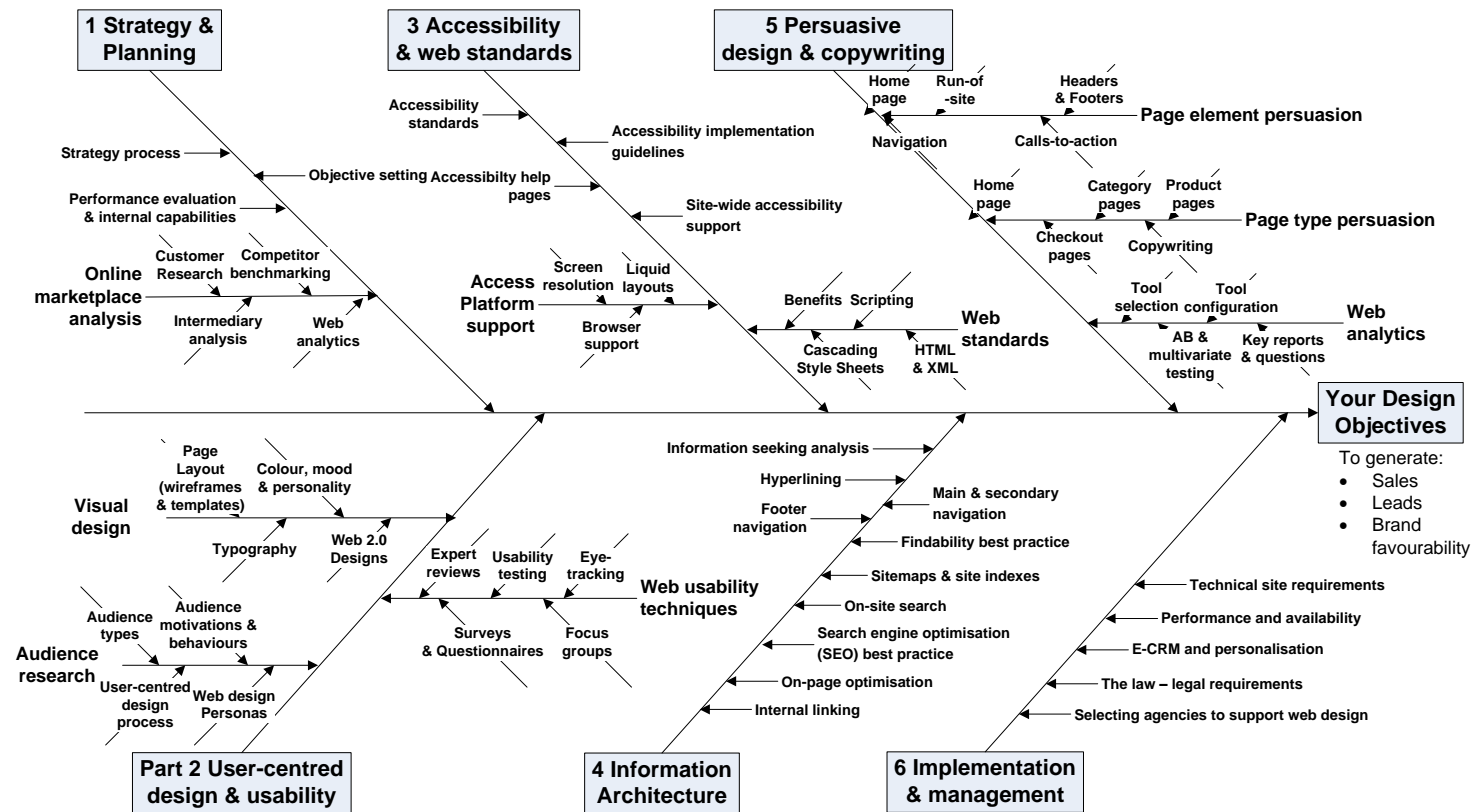 1 Strategy &
Planning
3 Accessibility
& web standards
5 Persuasive
design & copywriting
Strategy process
Objective setting
Performance evaluation
& internal capabilities
Customer
Research
Competitor
benchmarking
Online
marketplace
analysis
Intermediary
analysis
Web
analytics
Accessibility
standards
Accessibility implementation
guidelines
Accessibilty help
pages
Site-wide accessibility
support
Screen
resolution
Liquid
layouts
Access
Platform
support
Browser
support
Benefits
Scripting
Web
standards
Cascading
Style Sheets
HTML
& XML
Home
page
Run-of
-site
Headers
& Footers
Page element persuasion
Navigation
Calls-to-action
Home
page
Category
pages
Product
pages
Page type persuasion
Checkout
pages
Copywriting
Tool
selection
Tool
configuration
Web
analytics
AB &
multivariate
testing
Key reports
& questions
Your Design
Objectives
To generate:
• Sales
• Leads
• Brand
favourability
Page
Layout
(wireframes
& templates)
Colour, mood
& personality
Visual
design
Typography
Web 2.0
Designs
Expert
reviews
Usability
testing
Eye-
tracking
Web usability
techniques
Surveys
& Questionnaires
Focus
groups
Audience
types
Audience
motivations &
behaviours
Audience
research
User-centred
design
process
Web design
Personas
Part 2 User-centred
design & usability
Information seeking analysis
Hyperlining
Main & secondary
navigation
Footer
navigation
Findability best practice
Sitemaps & site indexes
On-site search
Search engine optimisation
(SEO) best practice
On-page optimisation
Internal linking
4 Information
Architecture
Technical site requirements
Performance and availability
E-CRM and personalisation
The law – legal requirements
Selecting agencies to support web design
6 Implementation
& management